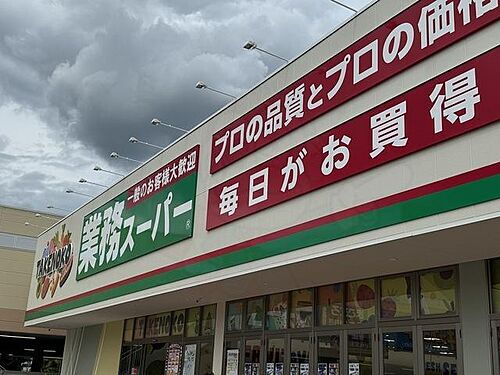 プロの品質とプロの価格
毎日がお買得
一般のお客様大歓迎
業務スーパー
TAKENOKO